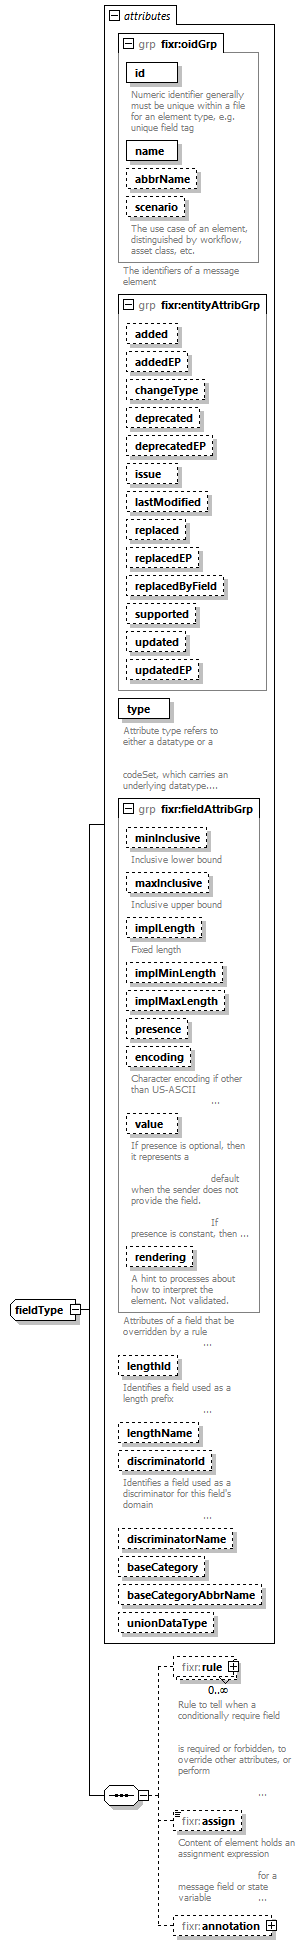 attributes
grp fixr:oidGrp
id
Numeric identifier generally
must be unique within a file
for an element type, e.g.
unique field tag
name
abbrName
scenario
The use case of an element,
distinguished by workflow,
asset class, etc.
The identifiers of a message
element
grp fixr:entityAttribGrp
added
addedEP
changeType
deprecated
deprecatedEP
issue
lastModified
replaced
replacedEP
replacedByField
supported
updated
updatedEP
type
Attribute type refers to
either a datatype or a
codeSet, which carries an
underlying datatype....
grp fixr:fieldAttribGrp
minInclusive
Inclusive lower bound
maxInclusive
Inclusive upper bound
implLength
Fixed length
implMinLength
implMaxLength
presence
encoding
Character encoding if other
than US-ASCII
...
value
If presence is optional, then
it represents a
default
when the sender does not
provide the field.
If
presence is constant, then ...
rendering
A hint to processes about
how to interpret the
element. Not validated.
Attributes of a field that be
overridden by a rule
...
fieldType
lengthId
Identifies a field used as a
length prefix
...
lengthName
discriminatorId
Identifies a field used as a
discriminator for this field's
domain
...
discriminatorName
baseCategory
baseCategoryAbbrName
unionDataType
fixr:rule
0..∞
Rule to tell when a
conditionally require field
is required or forbidden, to
override other attributes, or
perform
...
fixr:assign
Content of element holds an
assignment expression
for a
message field or state
variable ...
fixr:annotation